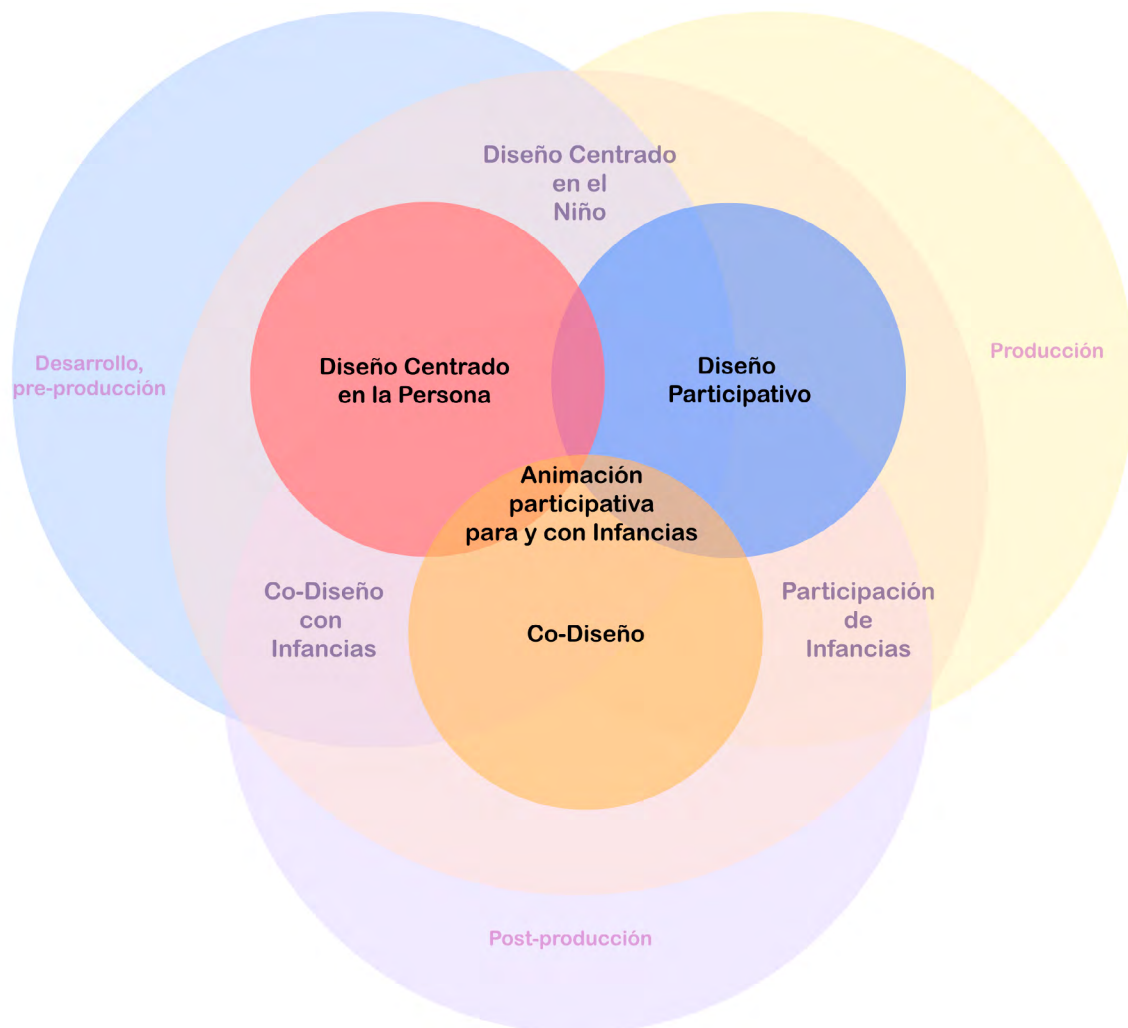 Diseño Centrado
en el
Niño
Desarrollo,
pre-producción
Diseño Centrado
en la Persona
Diseño
Participativo
Producción
Animación
participativa
para y con Infancias
Co-Diseño
con
Infancias
Co-Diseño
Participación
de
Infancias
Post-producción